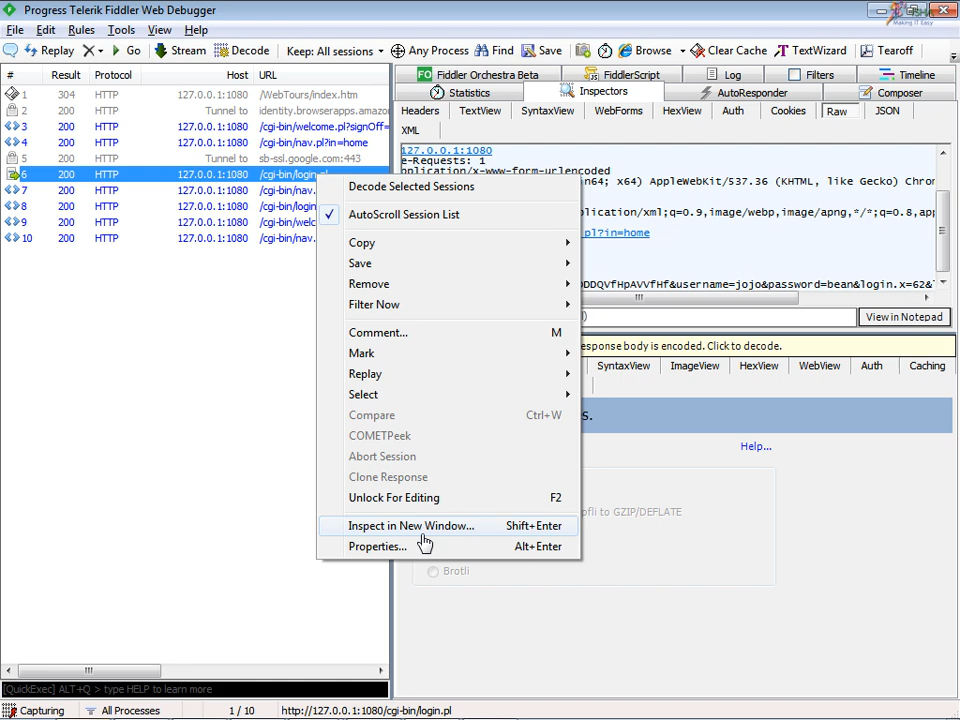 Progress Telerik Fiddler Web Debugger
File Edit Rules Tools View Help
Replay Go Stream Decode Keep: All sessions Any Process Find Save Browse Clear Cache TextWizard Tearoff
# Result Protocol Host URL
1 304 HTTP 127.0.0.1:1080 /WebTours/index.htm
2 200 HTTP Tunnel to identity.browserapps.amazo
3 200 HTTP 127.0.0.1:1080 /cgi-bin/welcome.pl?signOff=
4 200 HTTP 127.0.0.1:1080 /cgi-bin/nav.pl?in=home
5 200 HTTP Tunnel to sb-ssl.google.com:443
6 200 HTTP 127.0.0.1:1080 /cgi-bin/login.pl
7 200 HTTP 127.0.0.1:1080 /cgi-bin/nav.
8 200 HTTP 127.0.0.1:1080 /cgi-bin/login
9 200 HTTP 127.0.0.1:1080 /cgi-bin/welc
10 200 HTTP 127.0.0.1:1080 /cgi-bin/nav.
Decode Selected Sessions
AutoScroll Session List
Copy
Save
Remove
Filter Now
Comment... M
Mark
Replay
Select
Compare Ctrl+W
COMETPeek
Abort Session
Clone Response
Unlock For Editing F2
Inspect in New Window... Shift+Enter
Properties... Alt+Enter
FO Fiddler Orchestra Beta FiddlerScript Log Filters Timeline
Statistics Inspectors AutoResponder Composer
Headers TextView SyntaxView WebForms HexView Auth Cookies Raw JSON
XML
127.0.0.1:1080
e-Requests: 1
pplication/x-www-form-urlencoded
in64; x64) AppleWebKit/537.36 (KHTML, like Gecko) Chron
plication/xml;q=0.9,image/webp,image/apng,*/*;q=0.8,ap
pl?in=home
DDQVfHpAVvfHf&username=jojo&password=bean&login.x=62&l
) View in Notepad
esponse body is encoded. Click to decode.
SyntaxView ImageView HexView WebView Auth Caching
s.
Help...
pfli to GZIP/DEFLATE
Brotli
[QuickExec] ALT+Q > type HELP to learn more
Capturing All Processes 1 / 10 http://127.0.0.1:1080/cgi-bin/login.pl